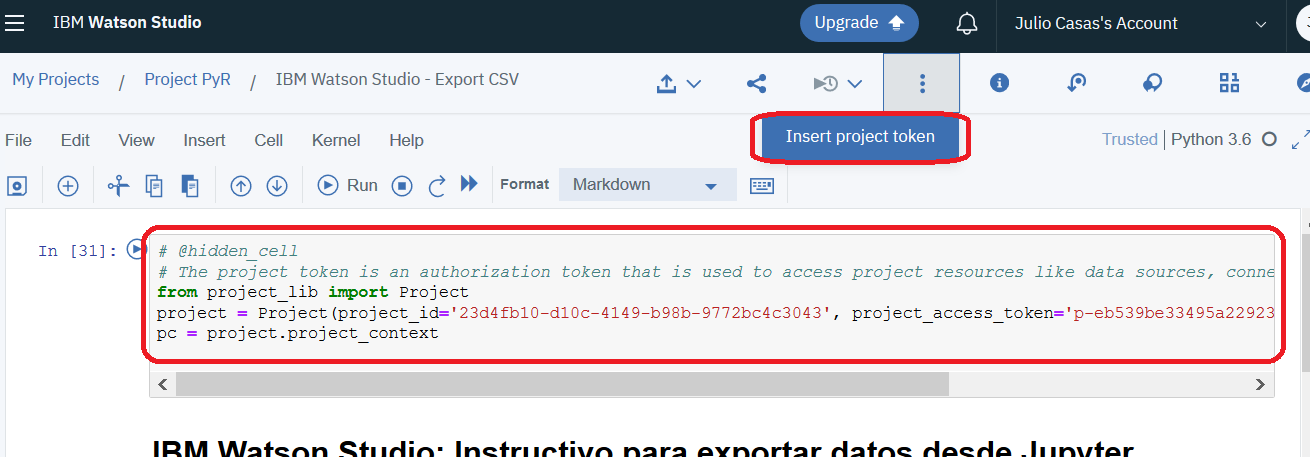 IBM Watson Studio
Upgrade
Julio Casas's Account
My Projects / Project PyR / IBM Watson Studio - Export CSV
File Edit View Insert Cell Kernel Help
Insert project token
Trusted | Python 3.6
Run
Format
Markdown
In [31]:
# @hidden_cell
# The project token is an authorization token that is used to access project resources like data sources, conne
from project_lib import Project
project = Project(project_id='23d4fb10-d10c-4149-b98b-9772bc4c3043', project_access_token='p-eb539be33495a22923
pc = project.project_context
IBM Watson Studio: Instructivo para exportar datos desde Jupyter